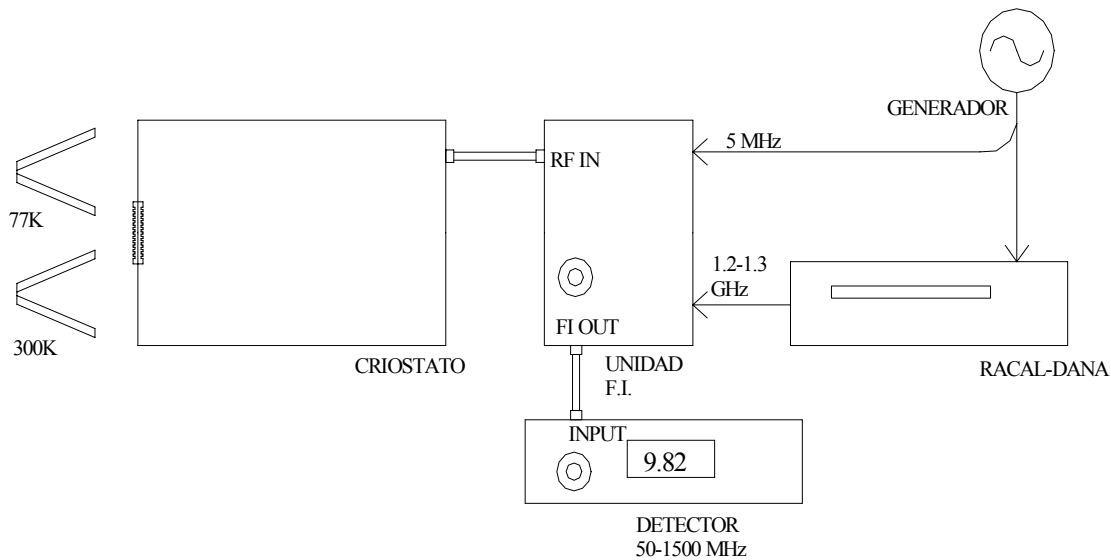 GENERADOR
5 MHz
RF IN
77K
1.2-1.3
GHz
300K
FI OUT
CRIOSTATO
UNIDAD
F.I.
RACAL-DANA
INPUT
9.82
DETECTOR
50-1500 MHz